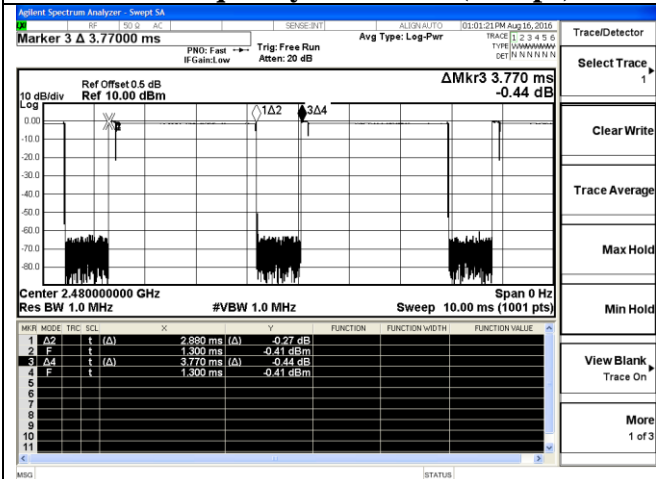 Agilent Spectrum Analyzer - Swept SA
RF 50 Ω AC SENSE:INT ALIGN AUTO 01:01:21 PM Aug 16, 2016
Marker 3 Δ 3.77000 ms
PNO: Fast
IFGain:Low
Trig: Free Run
Atten: 20 dB
Avg Type: Log-Pwr
TRACE 1 2 3 4 5 6
TYPE
DET N N N N N N
Ref Offset 0.5 dB
10 dB/div Ref 10.00 dBm
Log
ΔMkr3 3.770 ms
-0.44 dB
1Δ2
3Δ4
0.00
-10.0
-20.0
-30.0
-40.0
-50.0
-60.0
-70.0
-80.0
Center 2.480000000 GHz Span 0 Hz
Res BW 1.0 MHz #VBW 1.0 MHz Sweep 10.00 ms (1001 pts)
MKR MODE TRC SCL X Y FUNCTION FUNCTION WIDTH FUNCTION VALUE
1 Δ2 t (Δ) 2.880 ms (Δ) -0.27 dB
2 F t 1.300 ms -0.41 dBm
3 Δ4 t (Δ) 3.770 ms (Δ) -0.44 dB
4 F t 1.300 ms -0.41 dBm
5
6
7
8
9
10
11
MSG STATUS
Trace/Detector
Select Trace
1
Clear Write
Trace Average
Max Hold
Min Hold
View Blank
Trace On
More
1 of 3